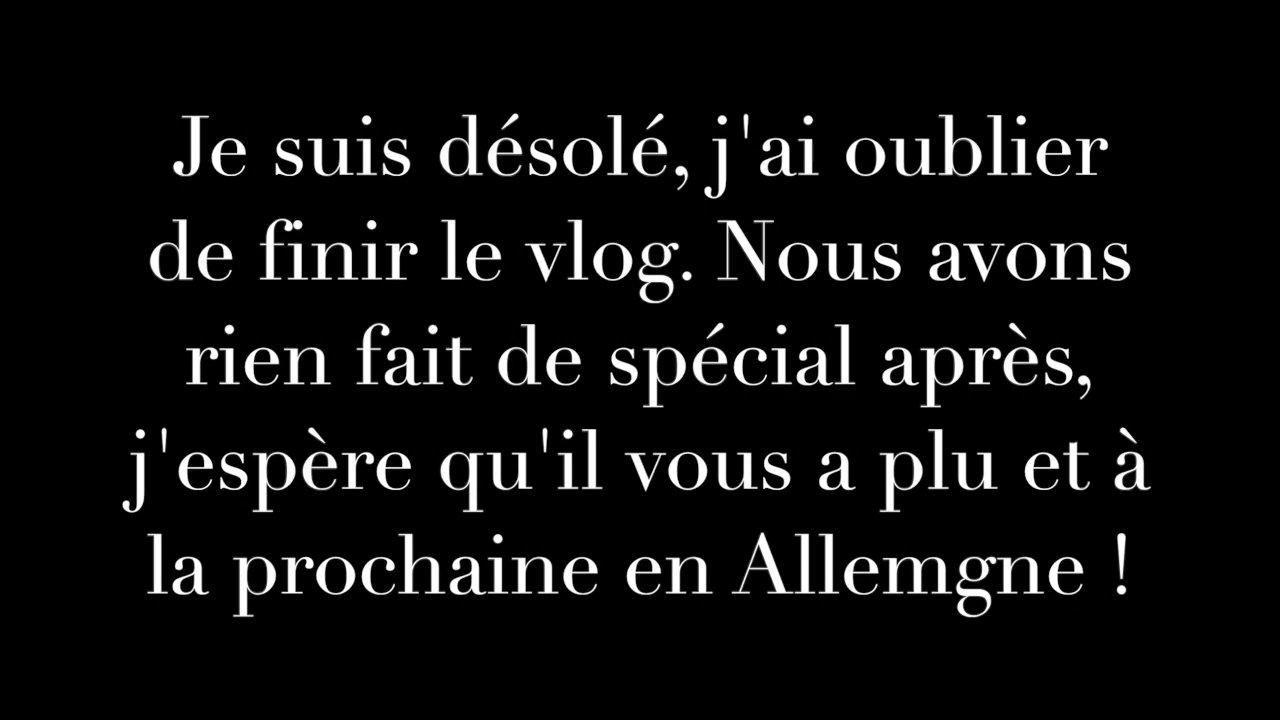 Je suis désolé, j'ai oublier
de finir le vlog. Nous avons
rien fait de spécial après,
j'espère qu'il vous a plu et à
la prochaine en Allemgne !